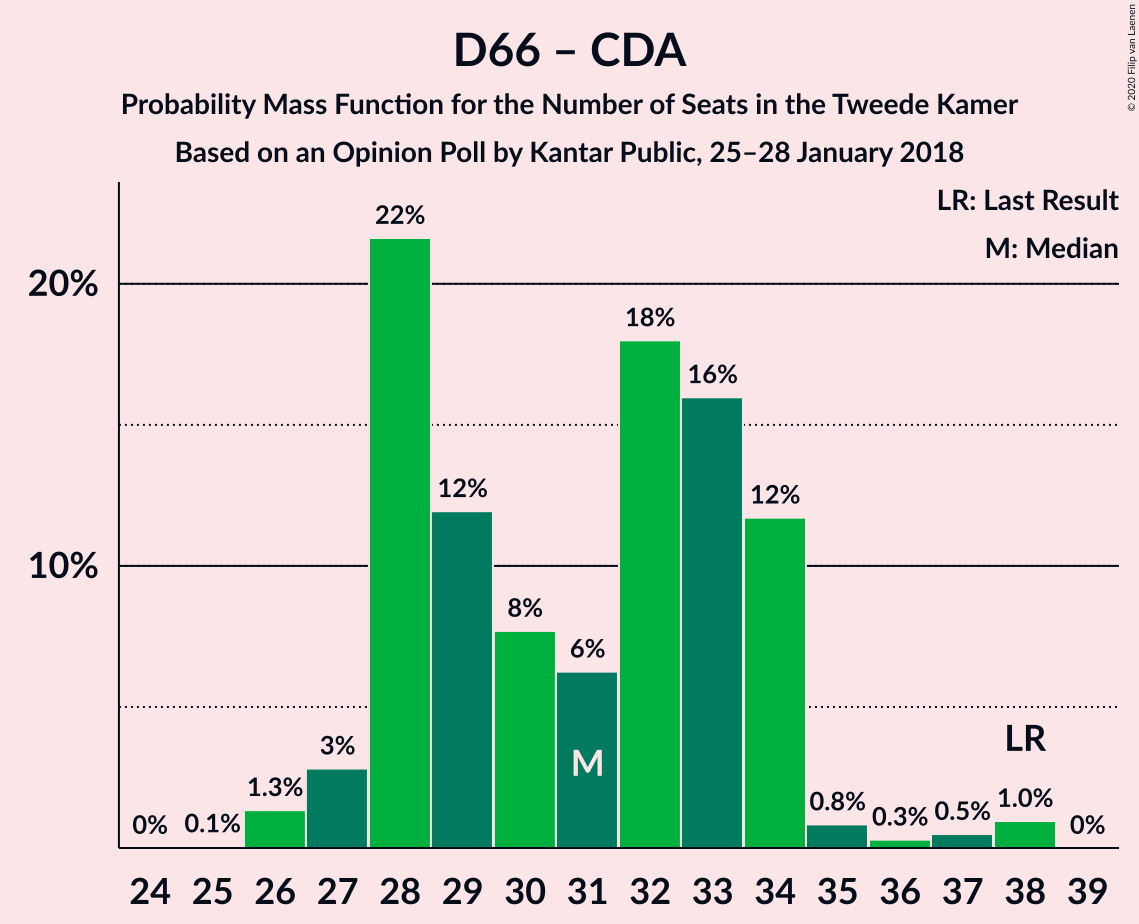 D66 – CDA
Probability Mass Function for the Number of Seats in the Tweede Kamer
Based on an Opinion Poll by Kantar Public, 25–28 January 2018
© 2020 Filip van Laenen
LR: Last Result
M: Median
20%
10%
0%
0.1%
1.3%
3%
22%
12%
8%
6%
18%
16%
12%
0.8%
0.3%
0.5%
1.0%
0%
M
LR
24 25 26 27 28 29 30 31 32 33 34 35 36 37 38 39